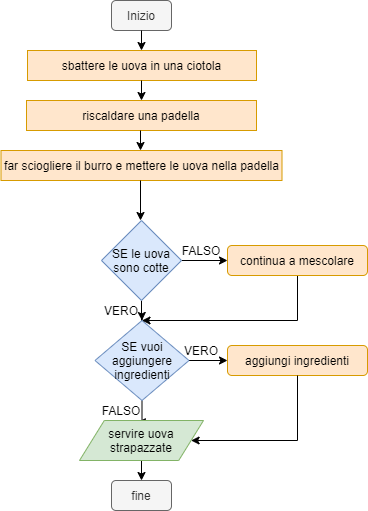 Inizio
sbattere le uova in una ciotola
riscaldare una padella
far sciogliere il burro e mettere le uova nella padella
SE le uova
sono cotte
FALSO
continua a mescolare
VERO
SE vuoi
aggiungere
ingredienti
VERO
aggiungi ingredienti
FALSO
servire uova
strapazzate
fine